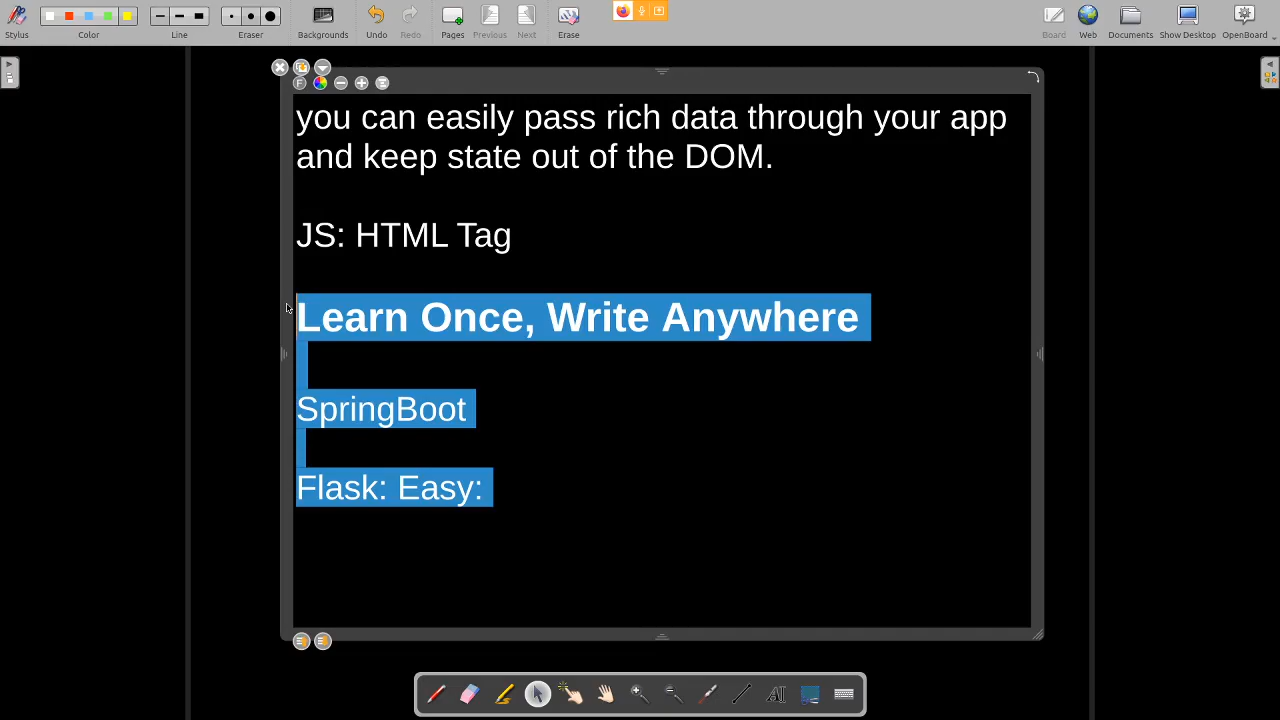 Stylus
Color
Line
Eraser
Backgrounds
Undo
Redo
Pages
Previous
Next
Erase
Board
Web
Documents
Show Desktop
OpenBoard
F
you can easily pass rich data through your app
and keep state out of the DOM.
JS: HTML Tag
Learn Once, Write Anywhere
SpringBoot
Flask: Easy:
AI